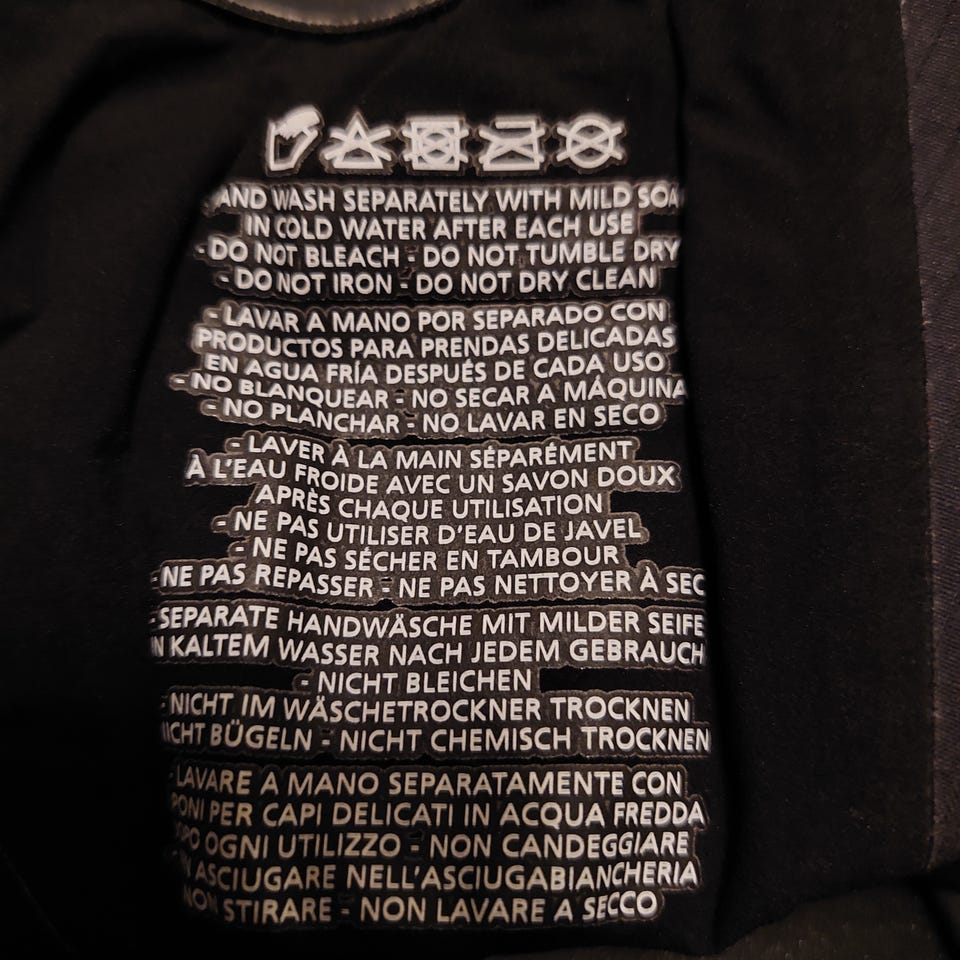 AND WASH SEPARATELY WITH MILD SOA
IN COLD WATER AFTER EACH USE
- DO NOT BLEACH - DO NOT TUMBLE DRY
- DO NOT IRON - DO NOT DRY CLEAN
- LAVAR A MANO POR SEPARADO CON
PRODUCTOS PARA PRENDAS DELICADAS
EN AGUA FRÍA DESPUÉS DE CADA USO
- NO BLANQUEAR - NO SECAR A MÁQUINA
- NO PLANCHAR - NO LAVAR EN SECO
- LAVER À LA MAIN SÉPARÉMENT
À L'EAU FROIDE AVEC UN SAVON DOUX
APRÈS CHAQUE UTILISATION
- NE PAS UTILISER D'EAU DE JAVEL
- NE PAS SÉCHER EN TAMBOUR
- NE PAS REPASSER - NE PAS NETTOYER À SEC
- SEPARATE HANDWÄSCHE MIT MILDER SEIFE
IN KALTEM WASSER NACH JEDEM GEBRAUCH
- NICHT BLEICHEN
- NICHT IM WÄSCHETROCKNER TROCKNEN
ICHT BÜGELN - NICHT CHEMISCH TROCKNEN
- LAVARE A MANO SEPARATAMENTE CON
PONI PER CAPI DELICATI IN ACQUA FREDDA
OPO OGNI UTILIZZO - NON CANDEGGIARE
N ASCIUGARE NELL'ASCIUGABIANCHERIA
NON STIRARE - NON LAVARE A SECCO